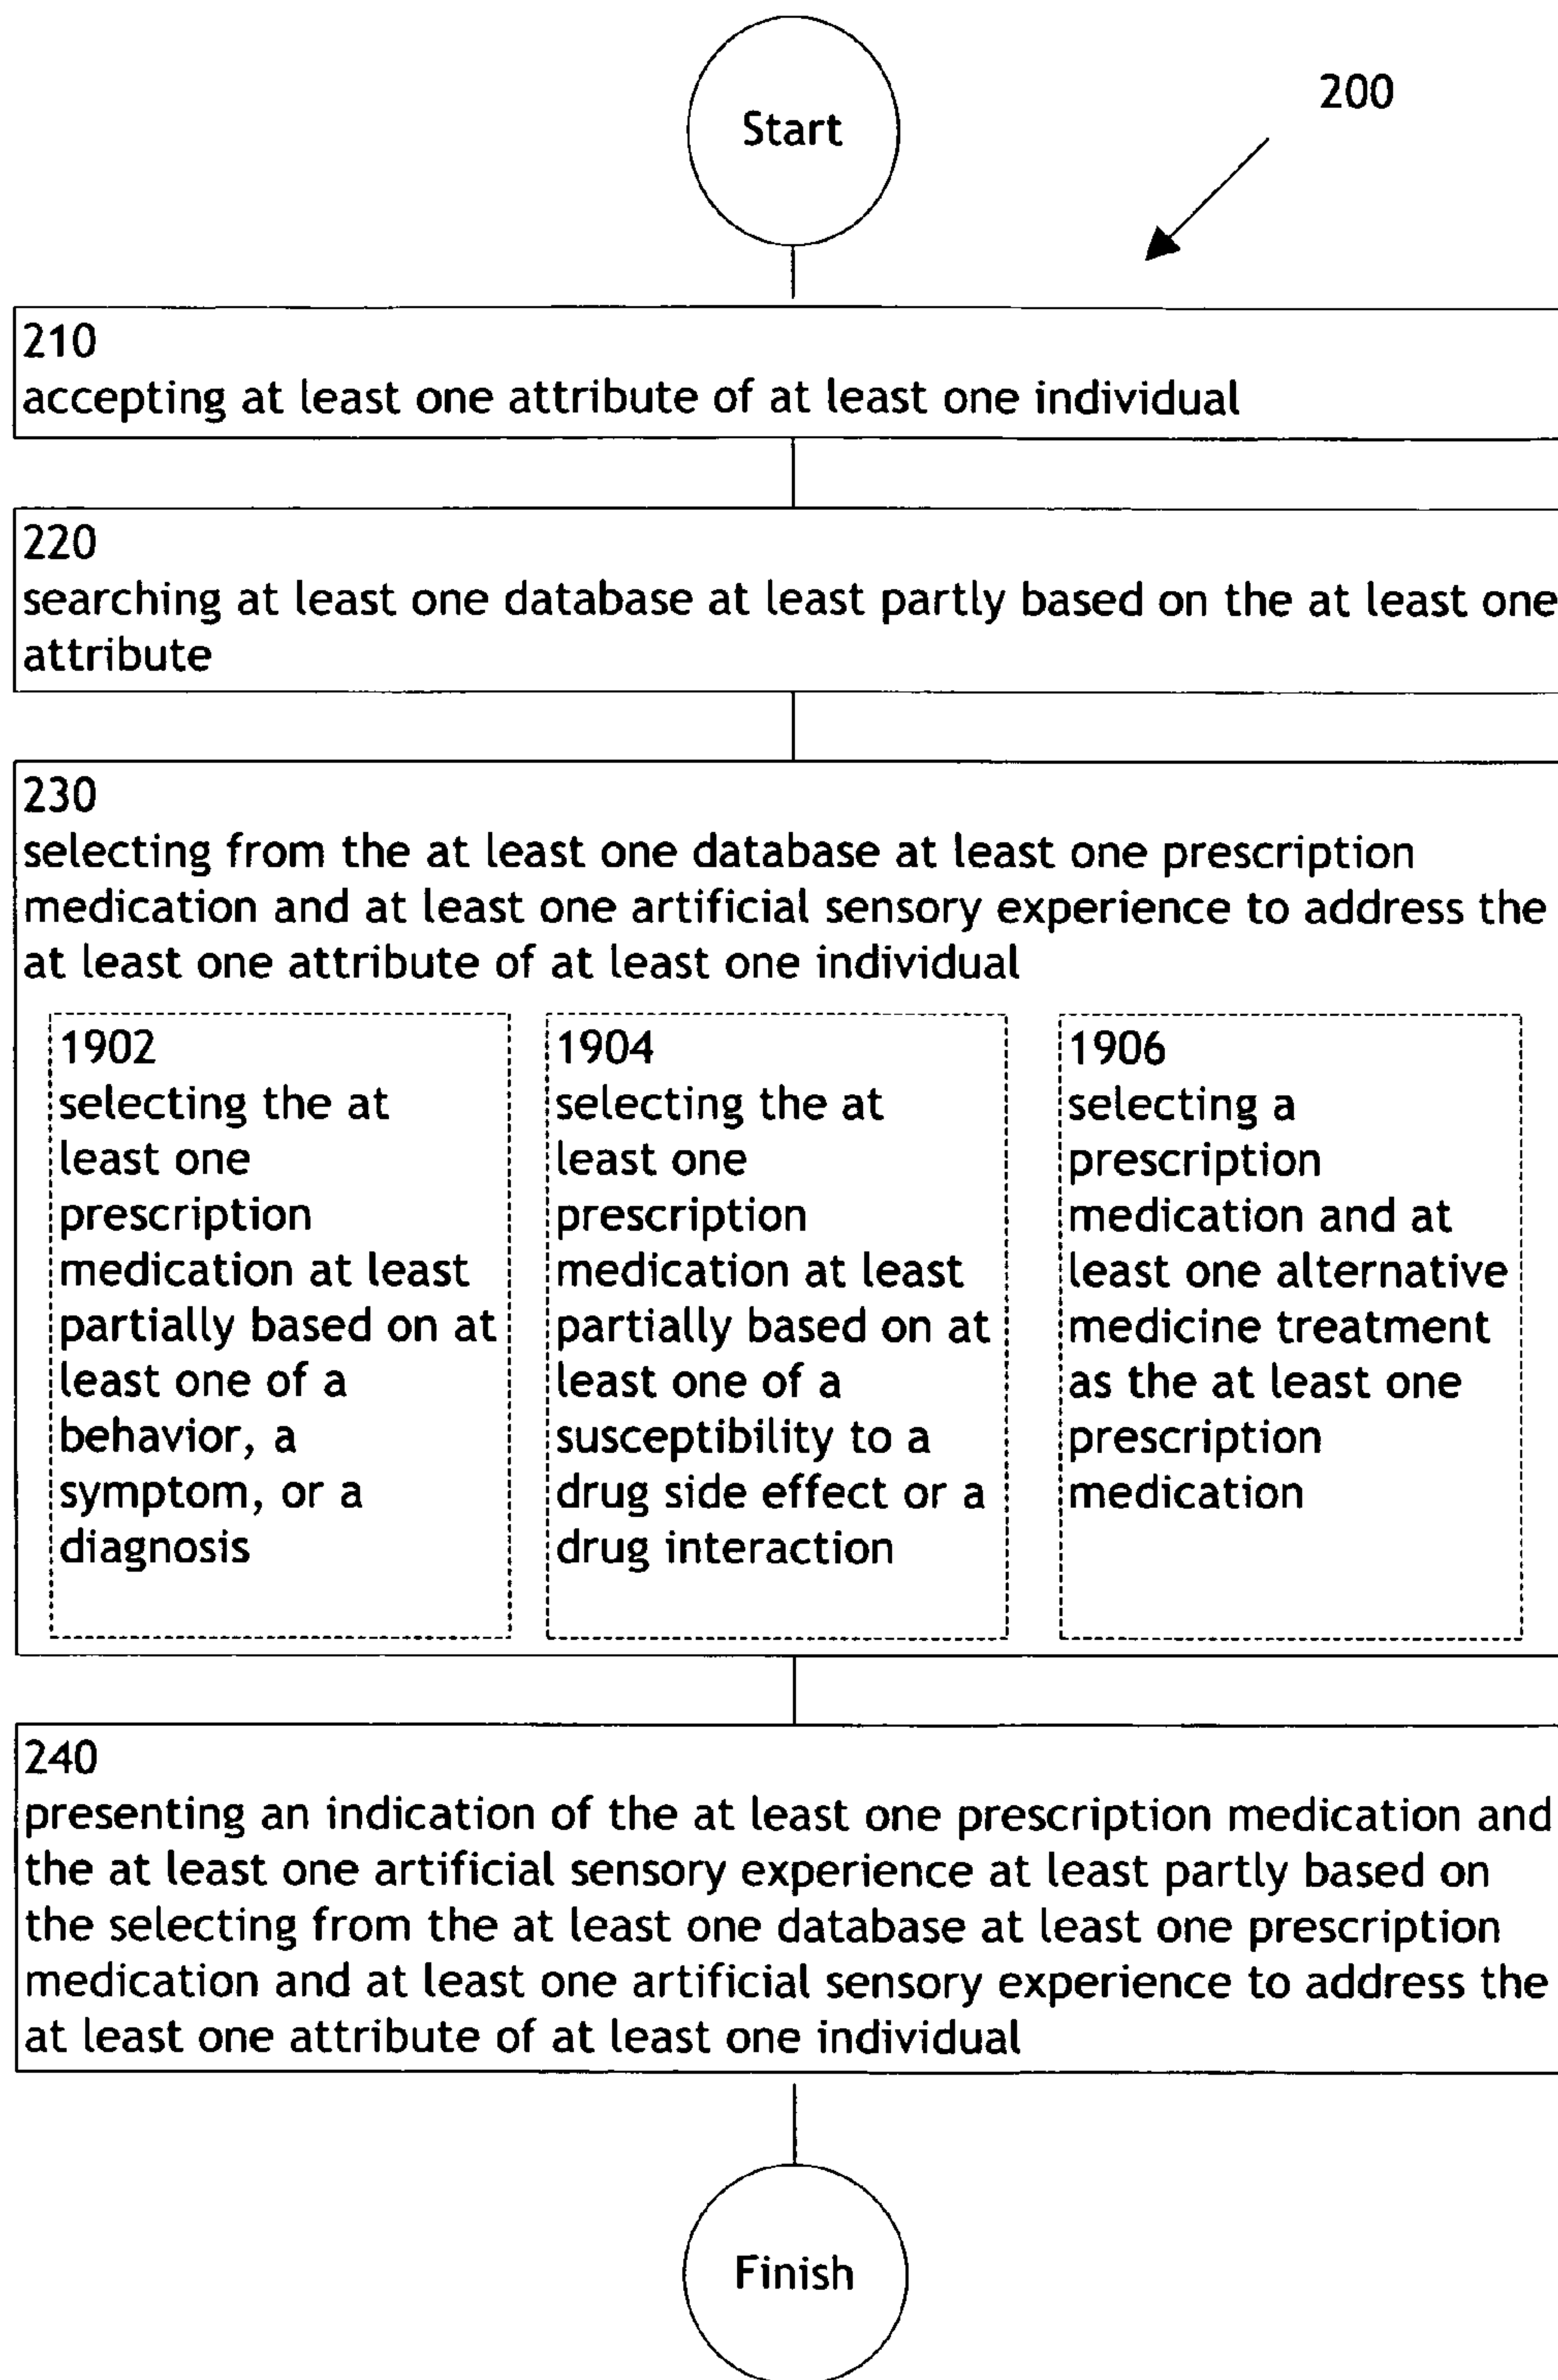 Start
200
210
accepting at least one attribute of at least one individual
220
searching at least one database at least partly based on the at least one
attribute
230
selecting from the at least one database at least one prescription
medication and at least one artificial sensory experience to address the
at least one attribute of at least one individual
1902
selecting the at
least one
prescription
medication at least
partially based on at
least one of a
behavior, a
symptom, or a
diagnosis
1904
selecting the at
least one
prescription
medication at least
partially based on at
least one of a
susceptibility to a
drug side effect or a
drug interaction
1906
selecting a
prescription
medication and at
least one alternative
medicine treatment
as the at least one
prescription
medication
240
presenting an indication of the at least one prescription medication and
the at least one artificial sensory experience at least partly based on
the selecting from the at least one database at least one prescription
medication and at least one artificial sensory experience to address the
at least one attribute of at least one individual
Finish